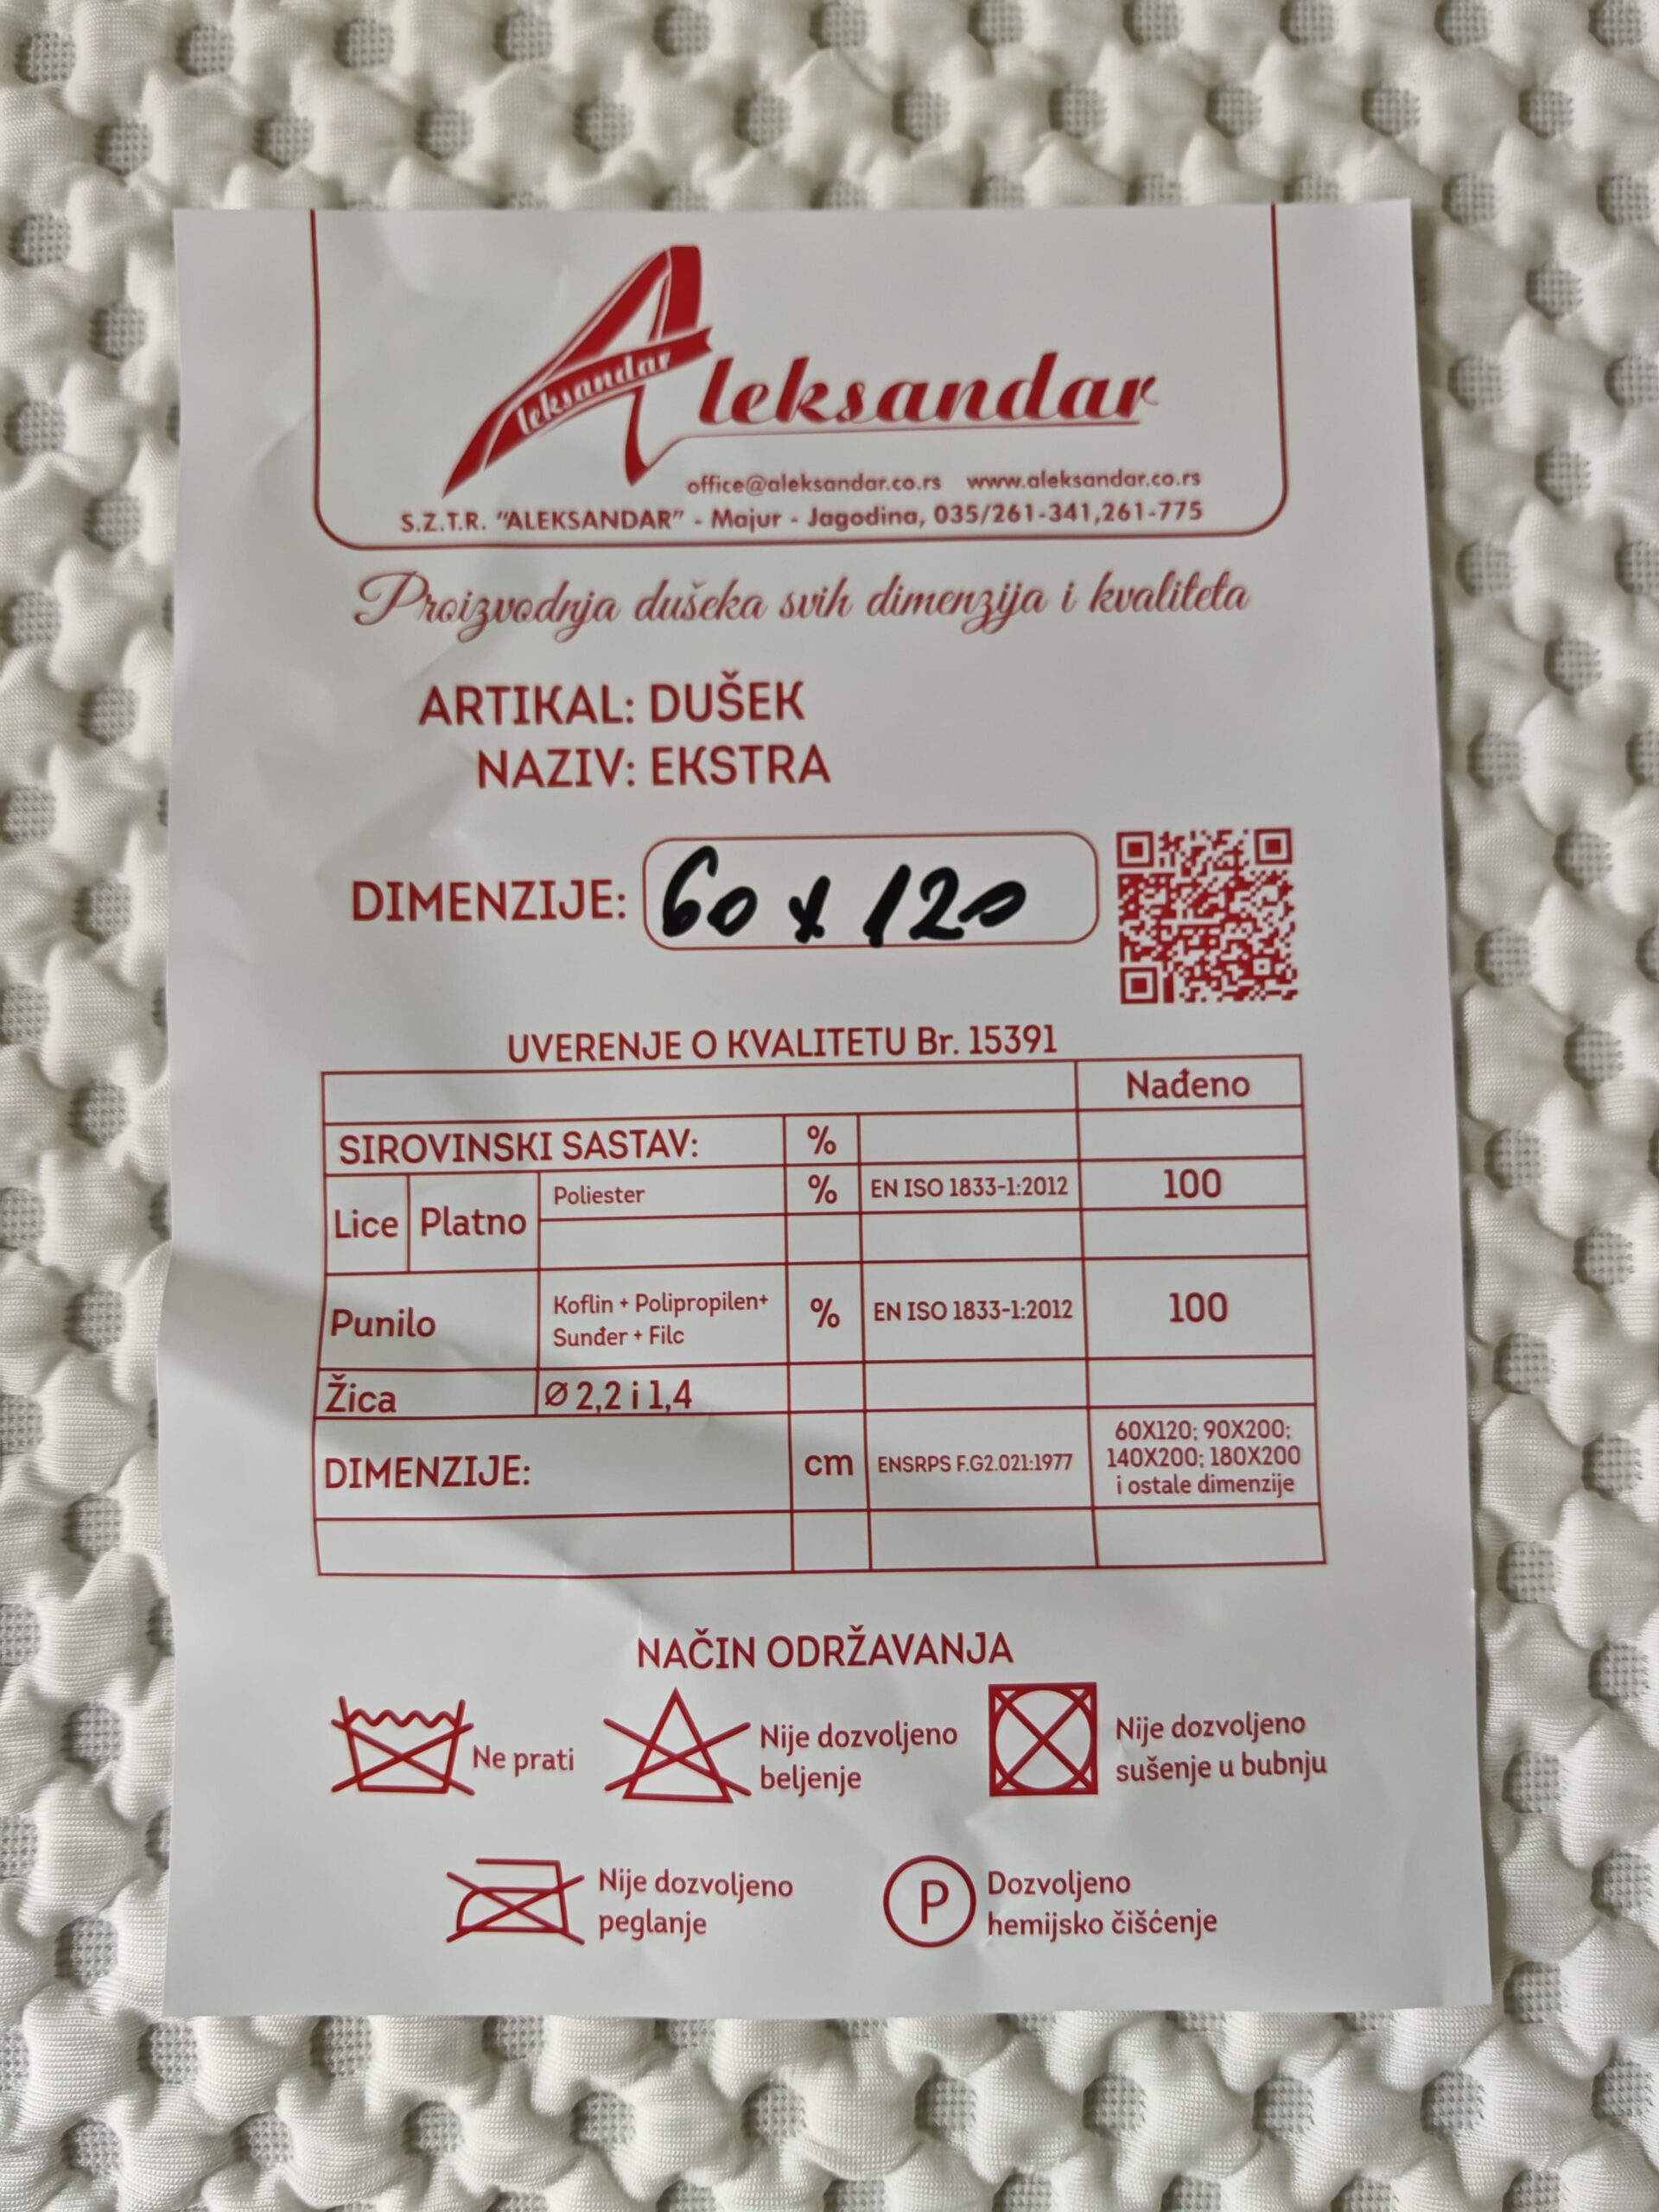 Aleksandar
leksandar
office@aleksandar.co.rs www.aleksandar.co.rs
S.Z.T.R. "ALEKSANDAR" - Majur - Jagodina, 035/261-341,261-775
Proizvodnja dušeka svih dimenzija i kvaliteta
ARTIKAL: DUŠEK
NAZIV: EKSTRA
DIMENZIJE: 60 x 120
UVERENJE O KVALITETU Br. 15391
Nađeno
SIROVINSKI SASTAV: %
Lice Platno Poliester % EN ISO 1833-1:2012 100
Punilo Koflin + Polipropilen+
Sunđer + Filc % EN ISO 1833-1:2012 100
Žica Ø 2,2 i 1,4
DIMENZIJE: cm ENSRPS F.G2.021:1977 60X120; 90X200;
140X200; 180X200
i ostale dimenzije
NAČIN ODRŽAVANJA
Ne prati
Nije dozvoljeno
beljenje
Nije dozvoljeno
sušenje u bubnju
Nije dozvoljeno
peglanje
P
Dozvoljeno
hemijsko čišćenje